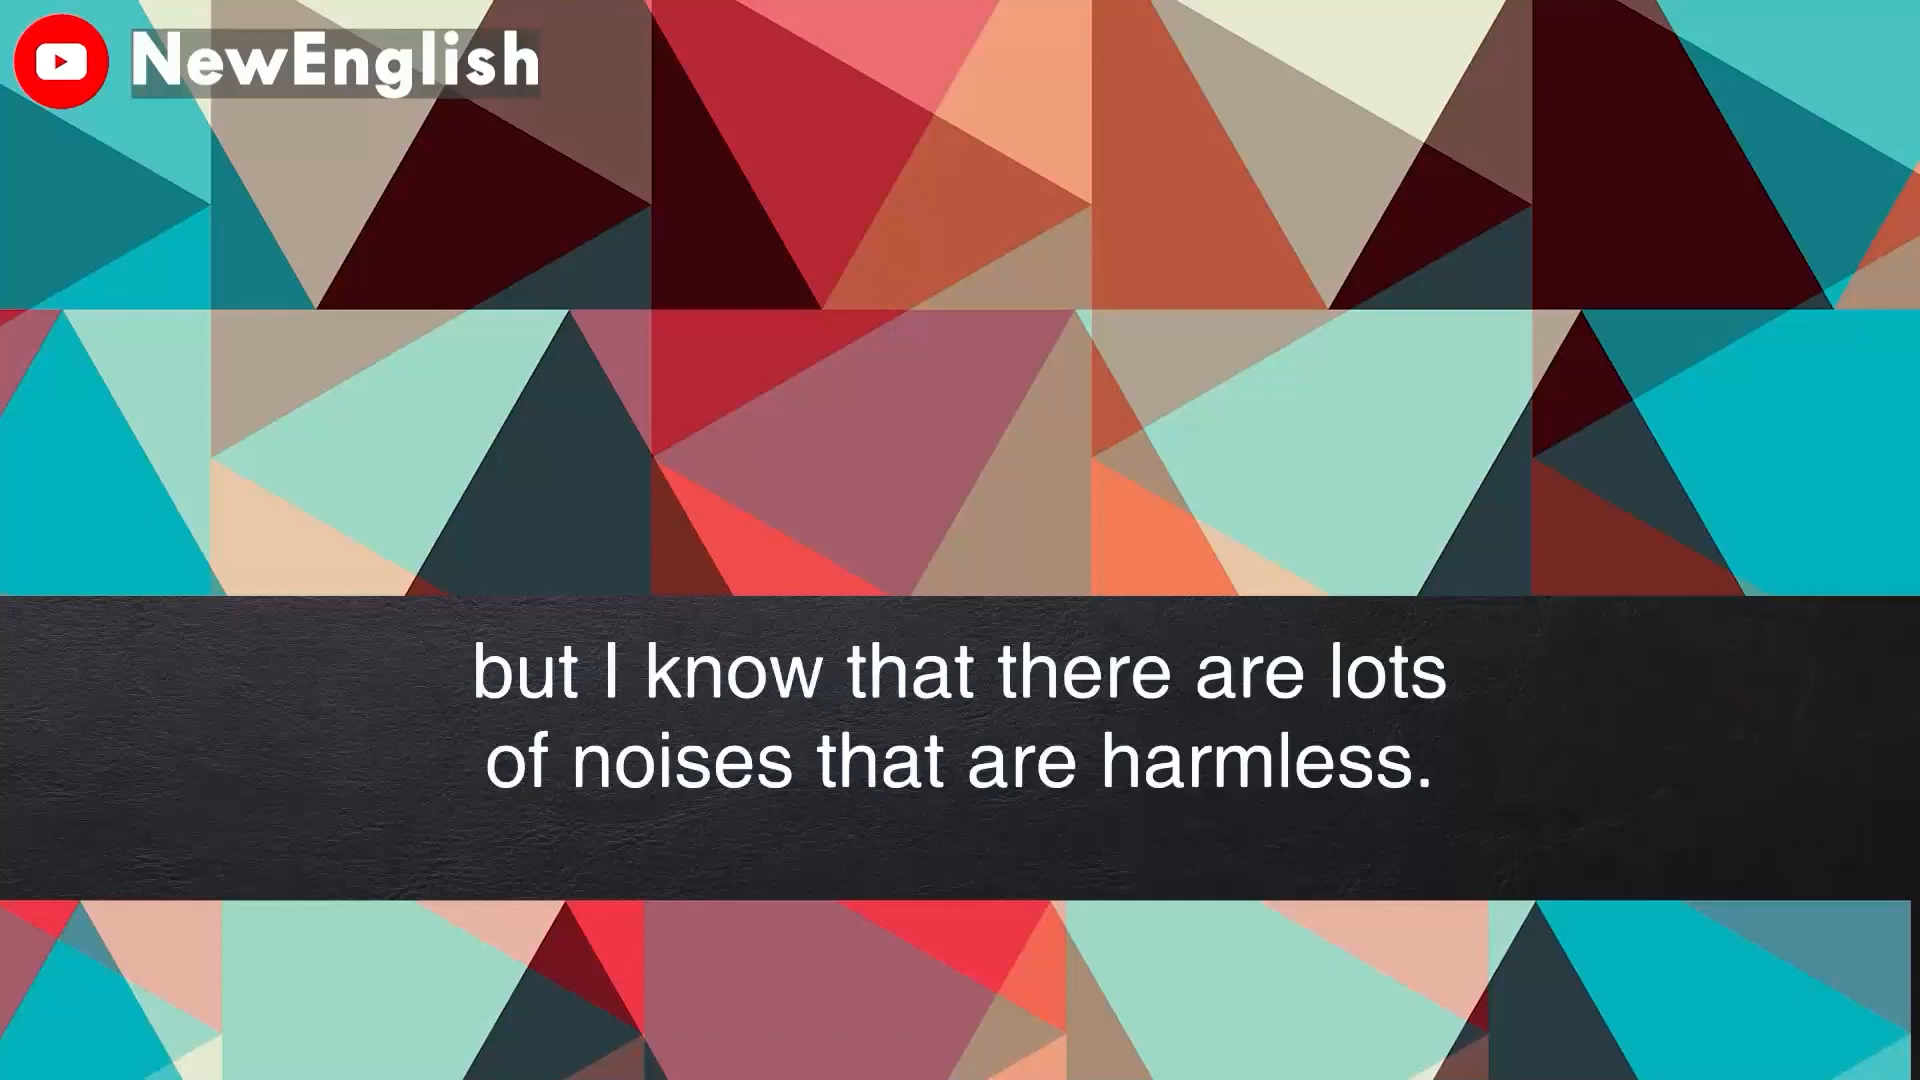 NewEnglish
but I know that there are lots
of noises that are harmless.